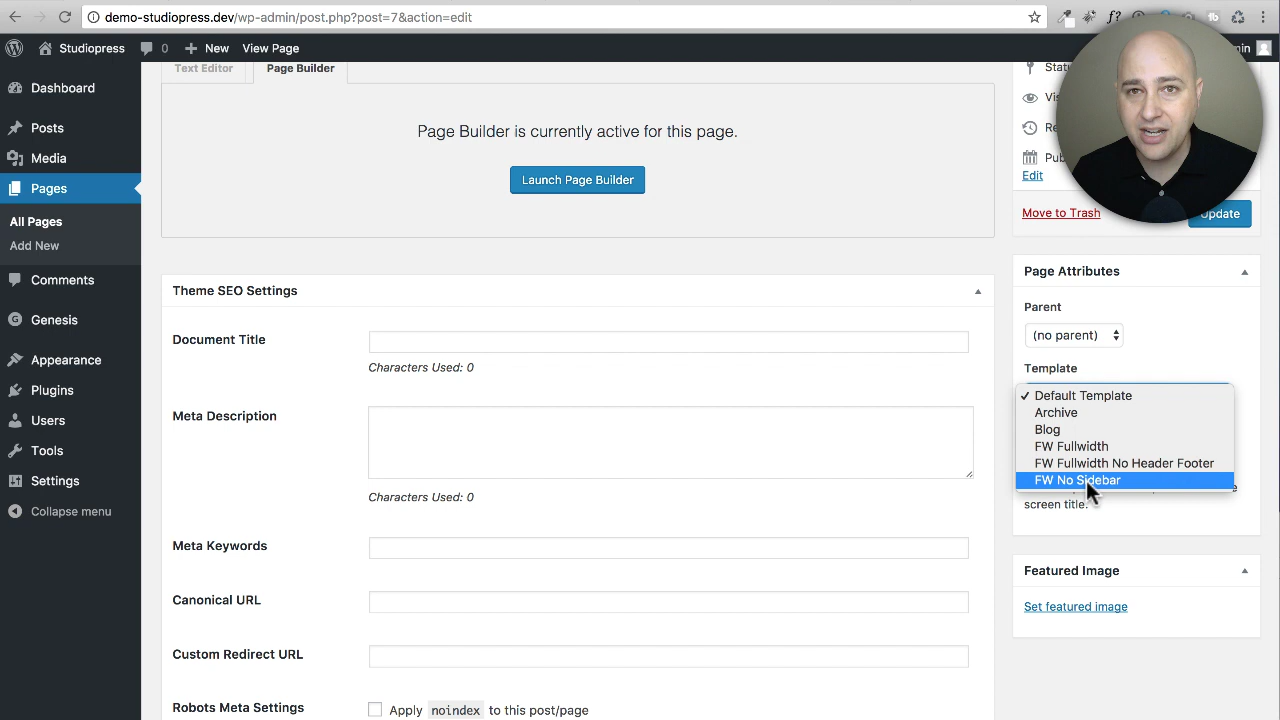 demo-studiopress.dev/wp-admin/post.php?post=7&action=edit
Studiopress 0 New View Page
Dashboard
Posts
Media
Pages
All Pages
Add New
Comments
Genesis
Appearance
Plugins
Users
Tools
Settings
Collapse menu
Text Editor Page Builder
Page Builder is currently active for this page.
Launch Page Builder
Theme SEO Settings
Document Title
Characters Used: 0
Meta Description
Characters Used: 0
Meta Keywords
Canonical URL
Custom Redirect URL
Robots Meta Settings Apply noindex to this post/page
Edit
Move to Trash Update
Page Attributes
Parent
(no parent)
Template
Default Template
Archive
Blog
FW Fullwidth
FW Fullwidth No Header Footer
FW No Sidebar
screen title.
Featured Image
Set featured image